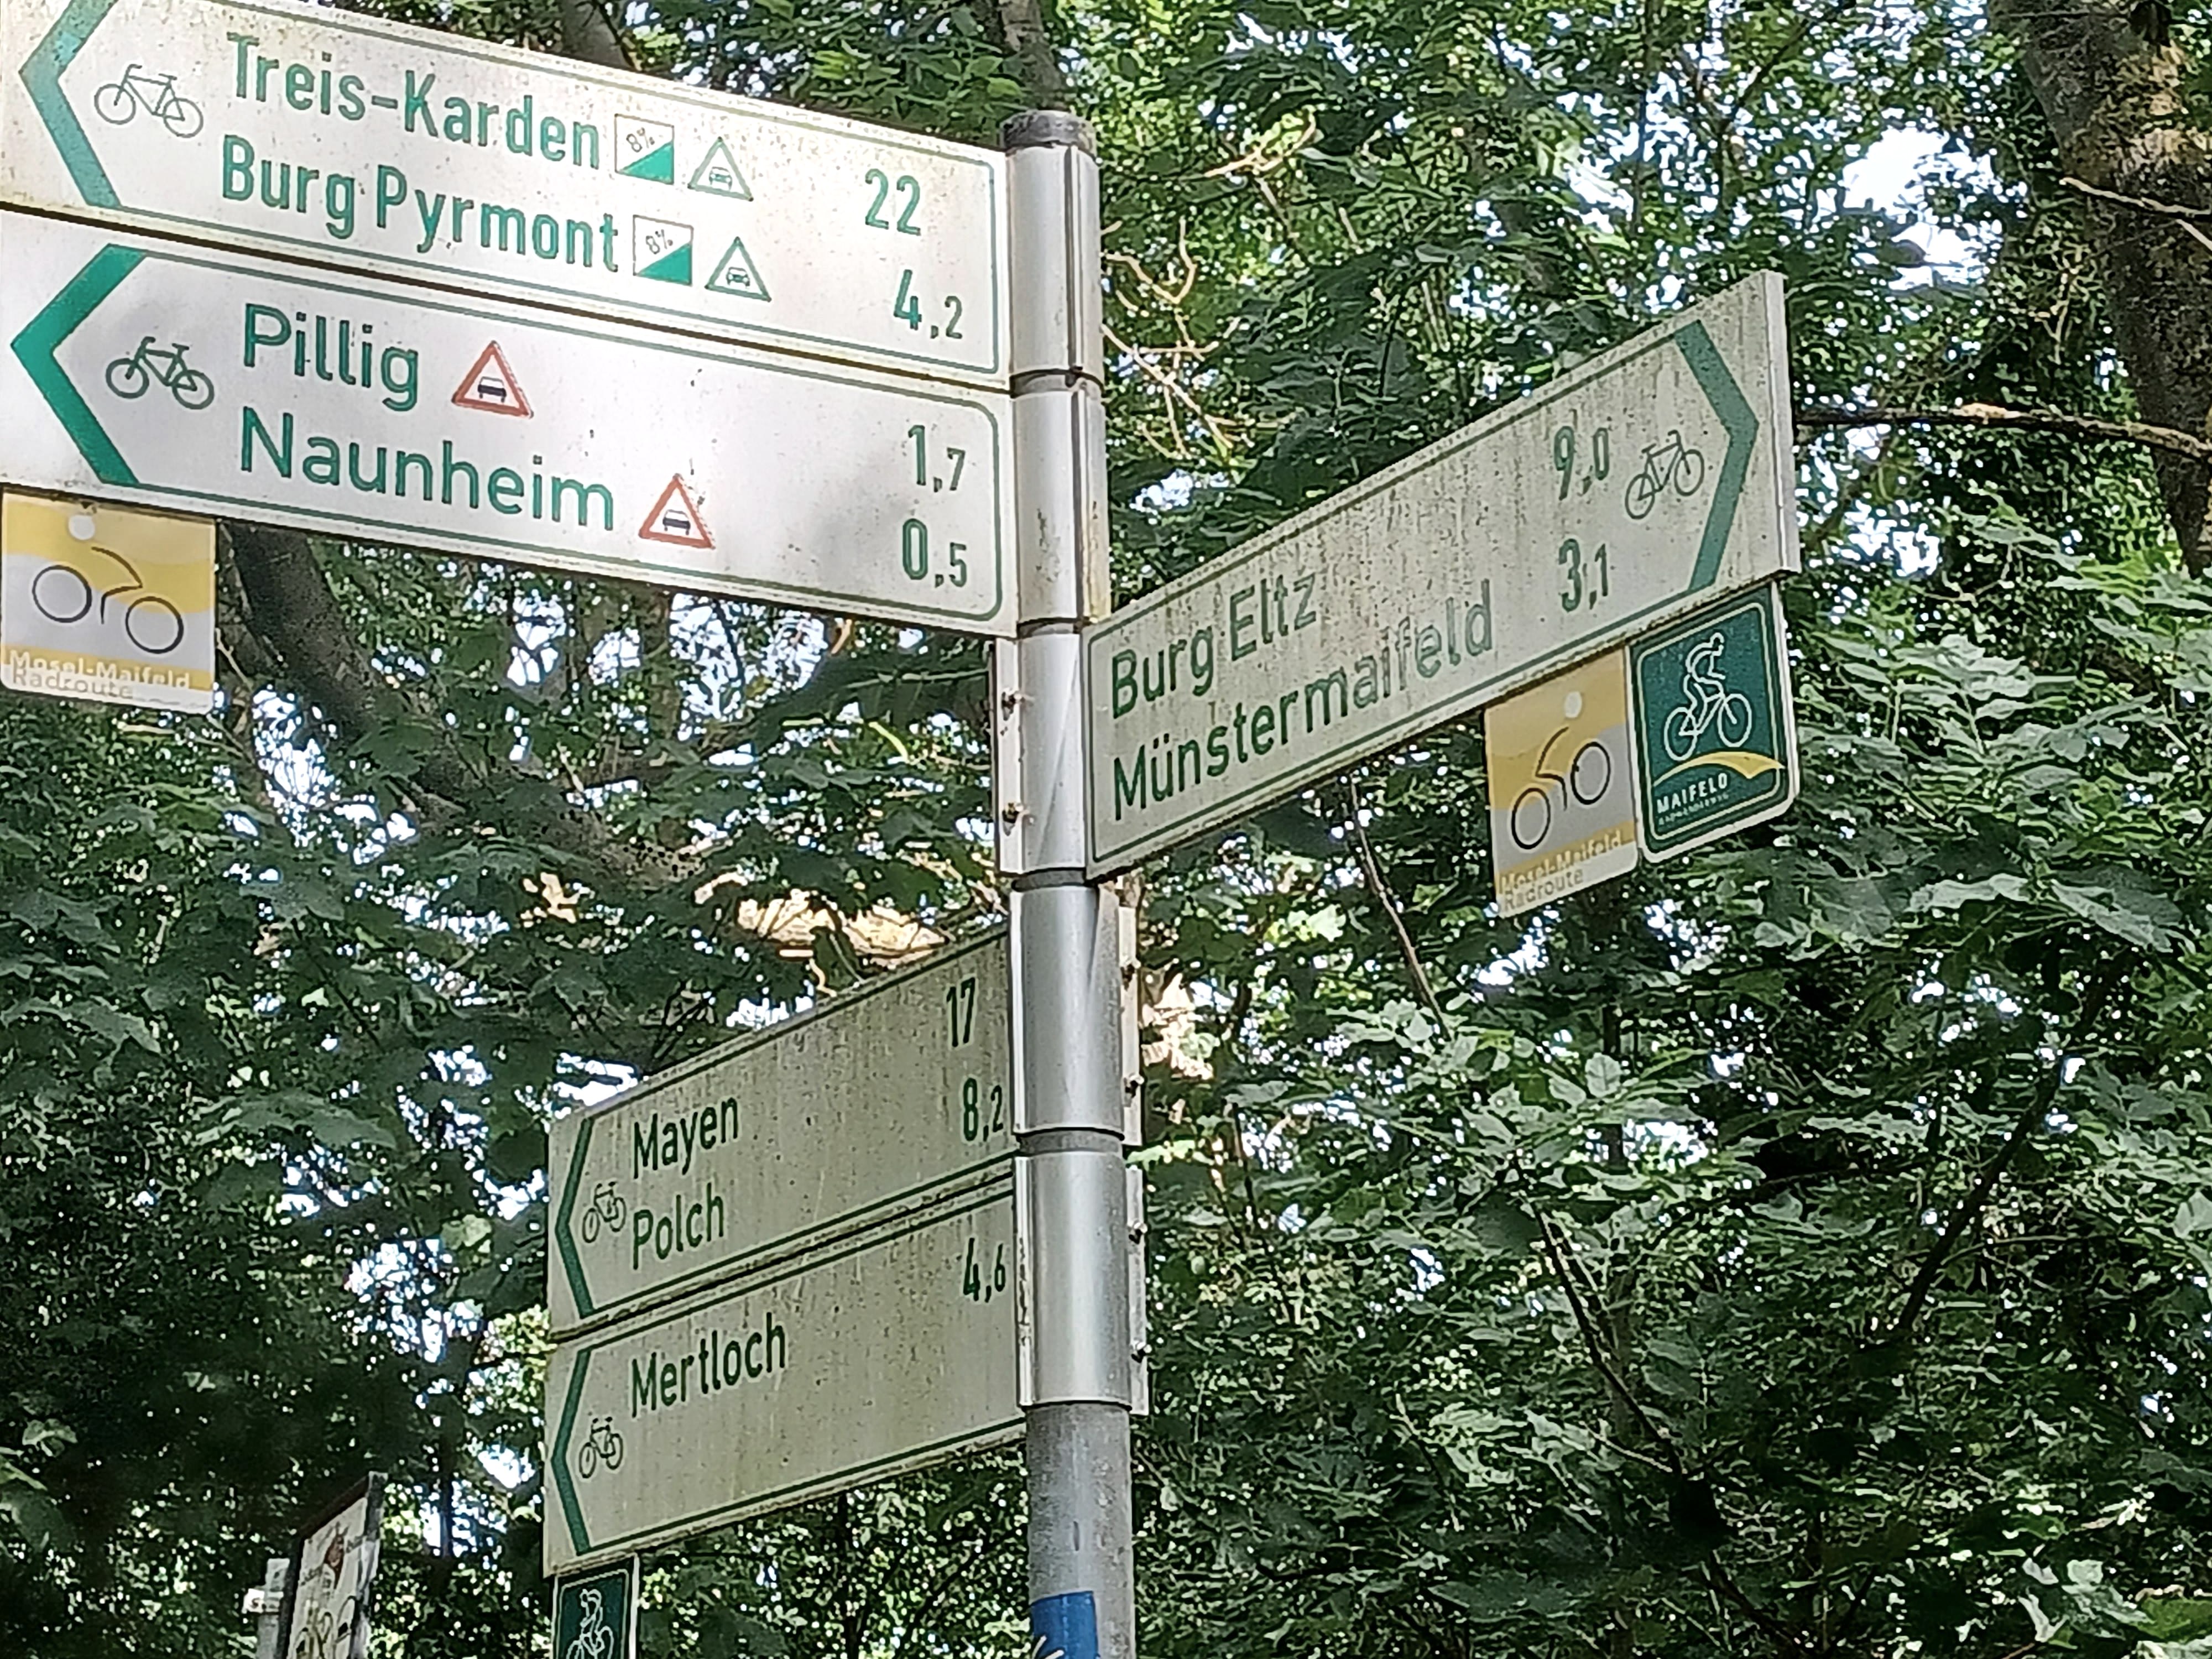 Treis-Karden 8% 22
Burg Pyrmont 8% 4,2
Pillig 1,7
Naunheim 0,5
Mosel-Maifeld
Radroute
Burg Eltz 9,0
Münstermaifeld 3,1
Mosel-Maifeld
Radroute
MAIFELD
Mayen 17
Polch 8,2
Mertloch 4,6